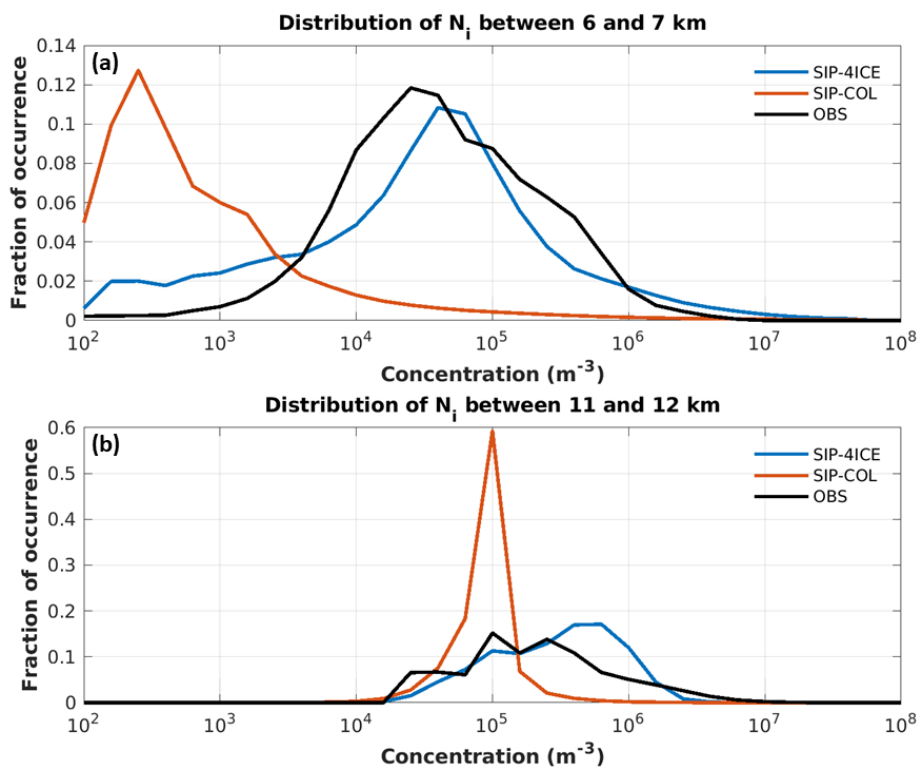 Distribution of N_i between 6 and 7 km
(a)
SIP-4ICE
SIP-COL
OBS
Fraction of occurrence
0.14
0.12
0.1
0.08
0.06
0.04
0.02
0
10^2 10^3 10^4 10^5 10^6 10^7 10^8
Concentration (m^-3)
Distribution of N_i between 11 and 12 km
(b)
SIP-4ICE
SIP-COL
OBS
Fraction of occurrence
0.6
0.5
0.4
0.3
0.2
0.1
0
10^2 10^3 10^4 10^5 10^6 10^7 10^8
Concentration (m^-3)